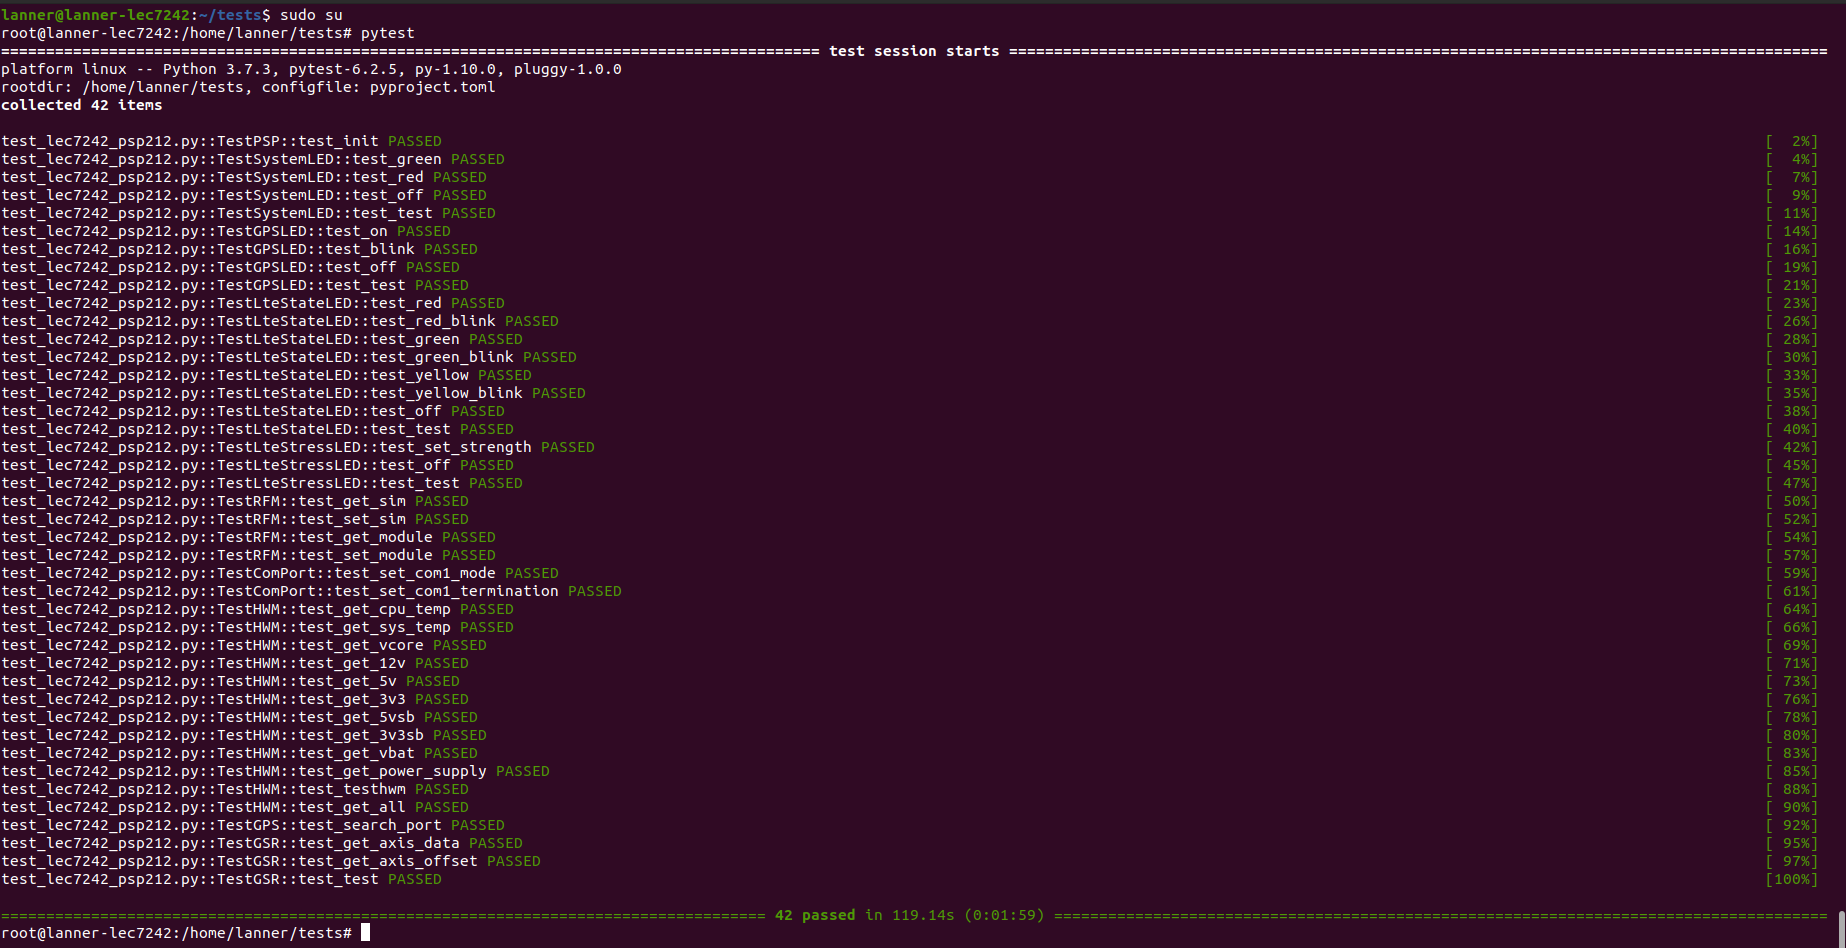 lanner@lanner-lec7242:~/tests$ sudo su
root@lanner-lec7242:/home/lanner/tests# pytest
=========================================================================================== test session starts ===========================================================================================
platform linux -- Python 3.7.3, pytest-6.2.5, py-1.10.0, pluggy-1.0.0
rootdir: /home/lanner/tests, configfile: pyproject.toml
collected 42 items

test_lec7242_psp212.py::TestPSP::test_init PASSED [  2%]
test_lec7242_psp212.py::TestSystemLED::test_green PASSED [  4%]
test_lec7242_psp212.py::TestSystemLED::test_red PASSED [  7%]
test_lec7242_psp212.py::TestSystemLED::test_off PASSED [  9%]
test_lec7242_psp212.py::TestSystemLED::test_test PASSED [ 11%]
test_lec7242_psp212.py::TestGPSLED::test_on PASSED [ 14%]
test_lec7242_psp212.py::TestGPSLED::test_blink PASSED [ 16%]
test_lec7242_psp212.py::TestGPSLED::test_off PASSED [ 19%]
test_lec7242_psp212.py::TestGPSLED::test_test PASSED [ 21%]
test_lec7242_psp212.py::TestLteStateLED::test_red PASSED [ 23%]
test_lec7242_psp212.py::TestLteStateLED::test_red_blink PASSED [ 26%]
test_lec7242_psp212.py::TestLteStateLED::test_green PASSED [ 28%]
test_lec7242_psp212.py::TestLteStateLED::test_green_blink PASSED [ 30%]
test_lec7242_psp212.py::TestLteStateLED::test_yellow PASSED [ 33%]
test_lec7242_psp212.py::TestLteStateLED::test_yellow_blink PASSED [ 35%]
test_lec7242_psp212.py::TestLteStateLED::test_off PASSED [ 38%]
test_lec7242_psp212.py::TestLteStateLED::test_test PASSED [ 40%]
test_lec7242_psp212.py::TestLteStressLED::test_set_strength PASSED [ 42%]
test_lec7242_psp212.py::TestLteStressLED::test_off PASSED [ 45%]
test_lec7242_psp212.py::TestLteStressLED::test_test PASSED [ 47%]
test_lec7242_psp212.py::TestRFM::test_get_sim PASSED [ 50%]
test_lec7242_psp212.py::TestRFM::test_set_sim PASSED [ 52%]
test_lec7242_psp212.py::TestRFM::test_get_module PASSED [ 54%]
test_lec7242_psp212.py::TestRFM::test_set_module PASSED [ 57%]
test_lec7242_psp212.py::TestComPort::test_set_com1_mode PASSED [ 59%]
test_lec7242_psp212.py::TestComPort::test_set_com1_termination PASSED [ 61%]
test_lec7242_psp212.py::TestHWM::test_get_cpu_temp PASSED [ 64%]
test_lec7242_psp212.py::TestHWM::test_get_sys_temp PASSED [ 66%]
test_lec7242_psp212.py::TestHWM::test_get_vcore PASSED [ 69%]
test_lec7242_psp212.py::TestHWM::test_get_12v PASSED [ 71%]
test_lec7242_psp212.py::TestHWM::test_get_5v PASSED [ 73%]
test_lec7242_psp212.py::TestHWM::test_get_3v3 PASSED [ 76%]
test_lec7242_psp212.py::TestHWM::test_get_5vsb PASSED [ 78%]
test_lec7242_psp212.py::TestHWM::test_get_3v3sb PASSED [ 80%]
test_lec7242_psp212.py::TestHWM::test_get_vbat PASSED [ 83%]
test_lec7242_psp212.py::TestHWM::test_get_power_supply PASSED [ 85%]
test_lec7242_psp212.py::TestHWM::test_testhwm PASSED [ 88%]
test_lec7242_psp212.py::TestHWM::test_get_all PASSED [ 90%]
test_lec7242_psp212.py::TestGPS::test_search_port PASSED [ 92%]
test_lec7242_psp212.py::TestGSR::test_get_axis_data PASSED [ 95%]
test_lec7242_psp212.py::TestGSR::test_get_axis_offset PASSED [ 97%]
test_lec7242_psp212.py::TestGSR::test_test PASSED [100%]

===================================================================================== 42 passed in 119.14s (0:01:59) ======================================================================================
root@lanner-lec7242:/home/lanner/tests#